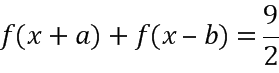 f(x + a) + f(x – b) = 9/2